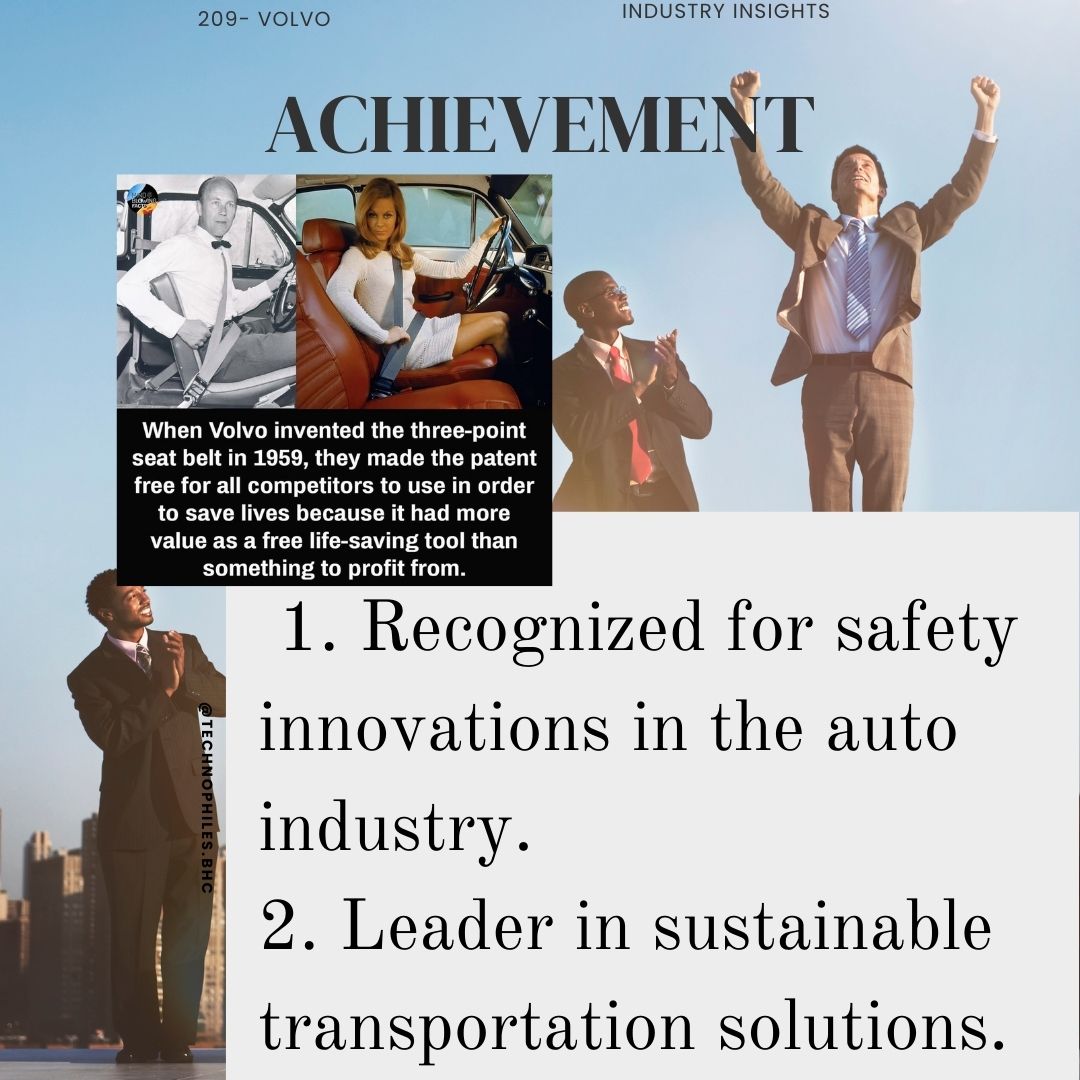 209- VOLVO
INDUSTRY INSIGHTS
ACHIEVEMENT
BLOWING
FACTS
When Volvo invented the three-point
seat belt in 1959, they made the patent
free for all competitors to use in order
to save lives because it had more
value as a free life-saving tool than
something to profit from.
1. Recognized for safety
innovations in the auto
industry.
2. Leader in sustainable
transportation solutions.
@TECHNOPHILES.BHC